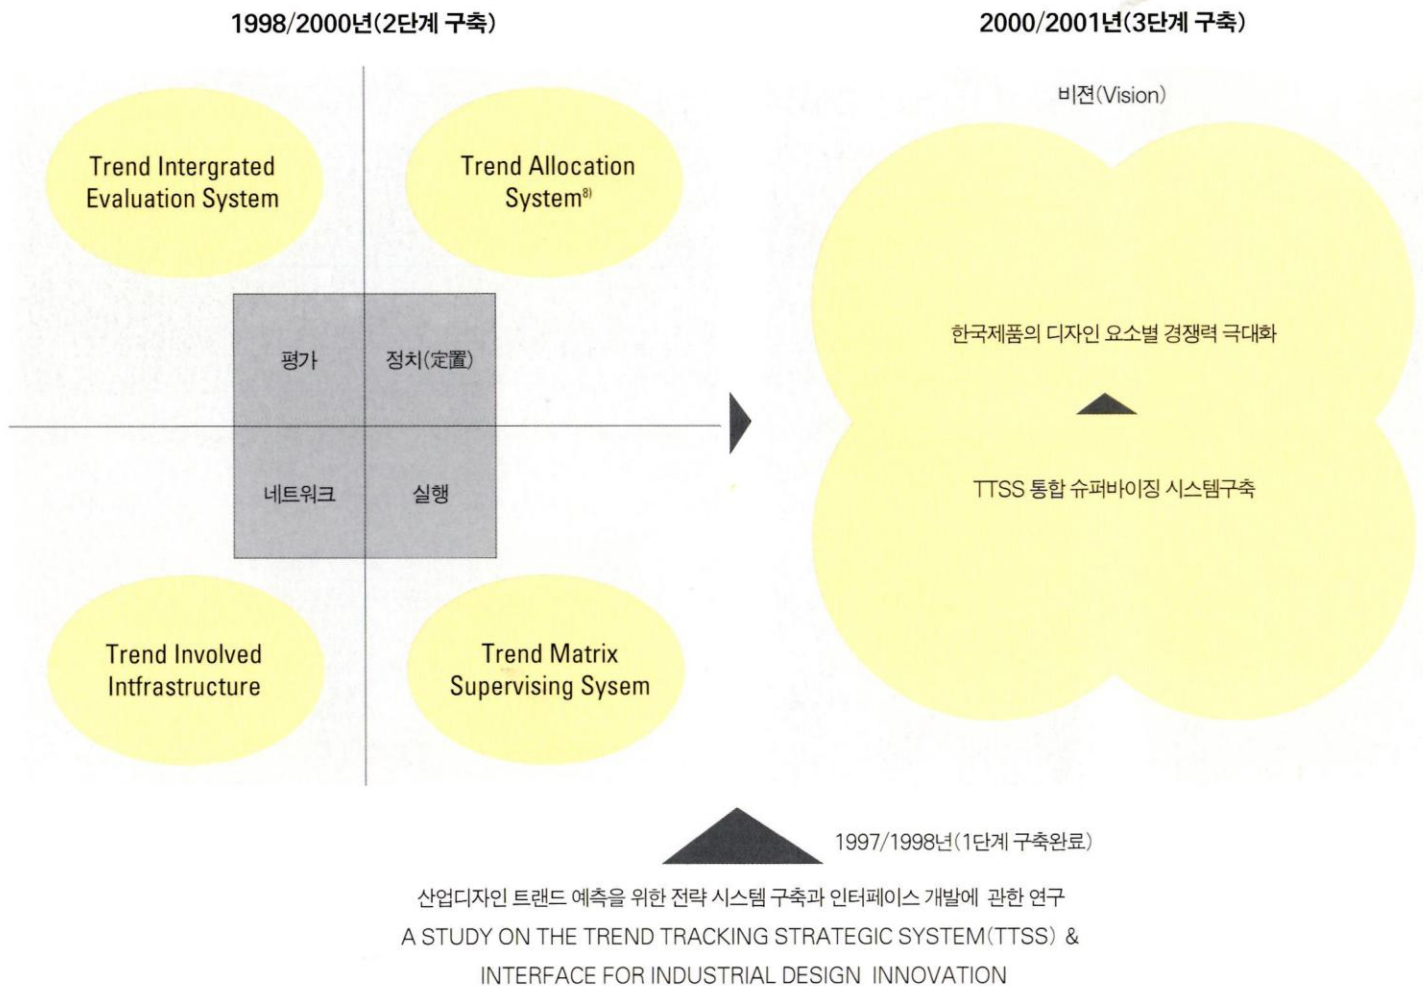 1998/2000년(2단계 구축)
Trend Intergrated
Evaluation System
Trend Allocation
System⁸⁾
평가
정치(定置)
네트워크
실행
Trend Involved
Intfrastructure
Trend Matrix
Supervising Sysem
2000/2001년(3단계 구축)
비젼(Vision)
한국제품의 디자인 요소별 경쟁력 극대화
TTSS 통합 슈퍼바이징 시스템구축
1997/1998년(1단계 구축완료)
산업디자인 트랜드 예측을 위한 전략 시스템 구축과 인터페이스 개발에 관한 연구
A STUDY ON THE TREND TRACKING STRATEGIC SYSTEM(TTSS) &
INTERFACE FOR INDUSTRIAL DESIGN INNOVATION